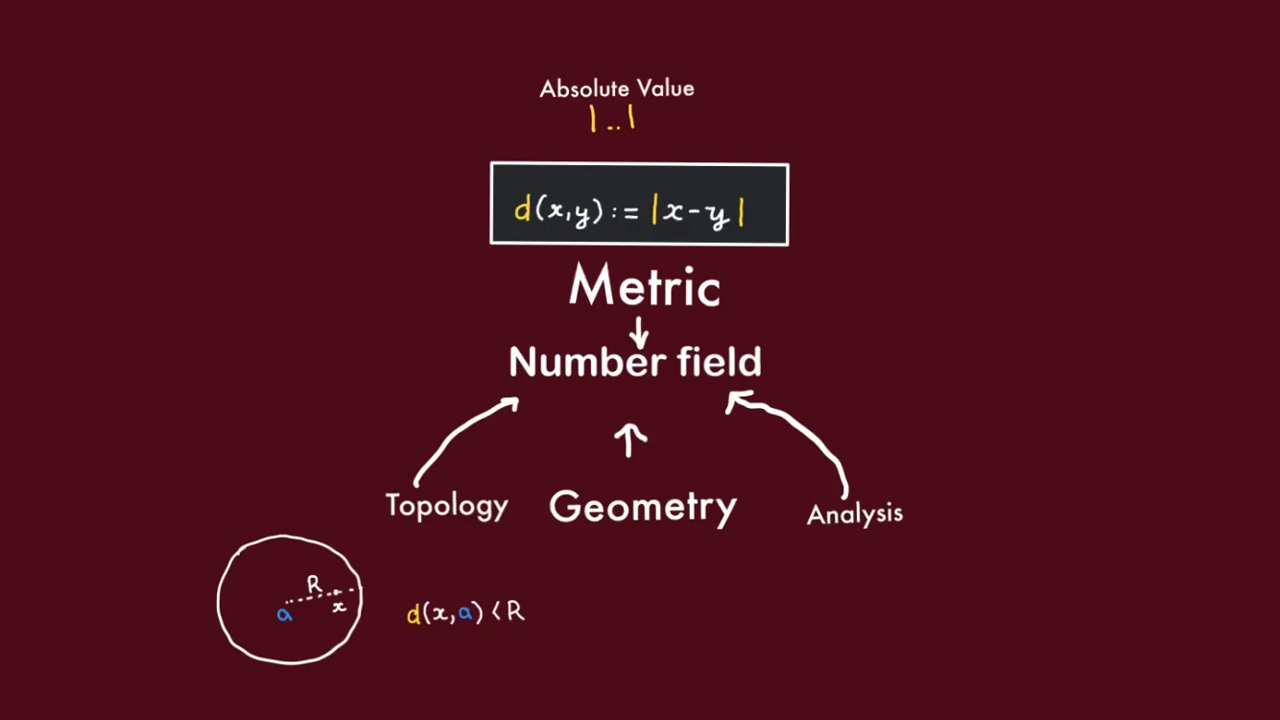 Absolute Value
|..|
d(x,y) := |x-y|
Metric
Number field
Topology Geometry Analysis
R
a x
d(x,a) < R